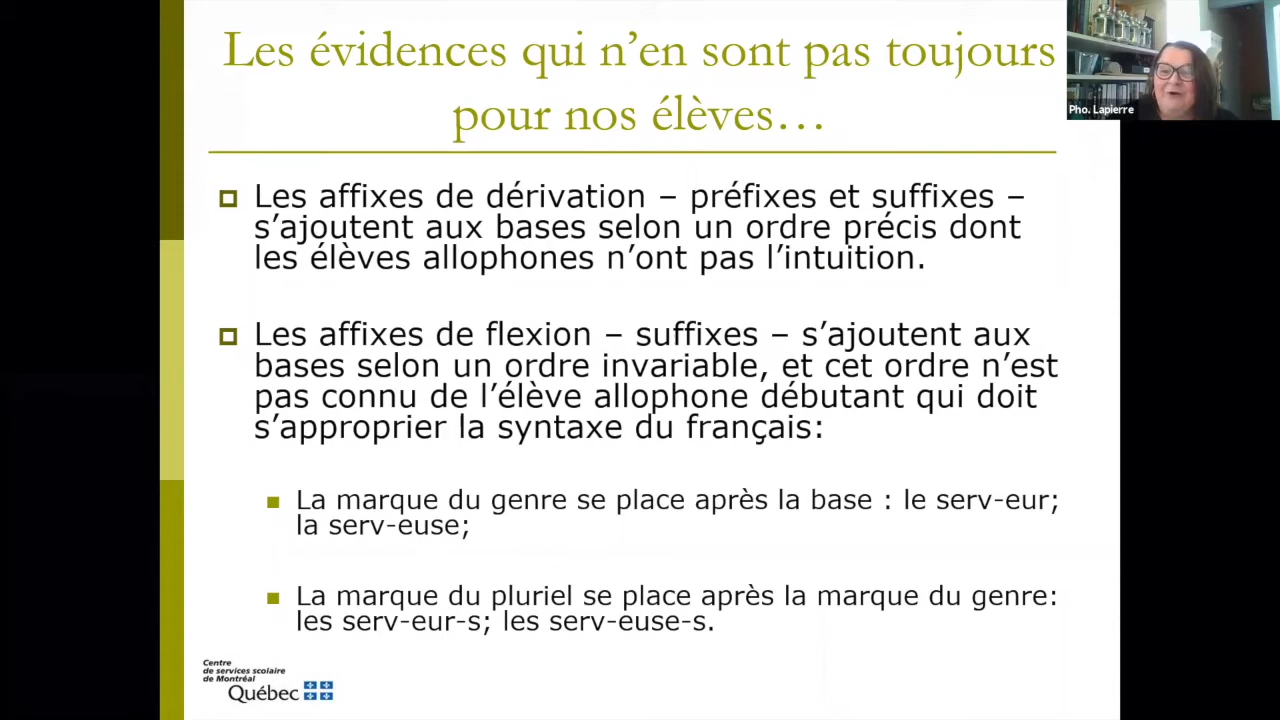 Les évidences qui n’en sont pas toujours
pour nos élèves…
Pho. Lapierre
Les affixes de dérivation – préfixes et suffixes –
s’ajoutent aux bases selon un ordre précis dont
les élèves allophones n’ont pas l’intuition.
Les affixes de flexion – suffixes – s’ajoutent aux
bases selon un ordre invariable, et cet ordre n’est
pas connu de l’élève allophone débutant qui doit
s’approprier la syntaxe du français:
La marque du genre se place après la base : le serv-eur;
la serv-euse;
La marque du pluriel se place après la marque du genre:
les serv-eur-s; les serv-euse-s.
Centre
de services scolaire
de Montréal
Québec